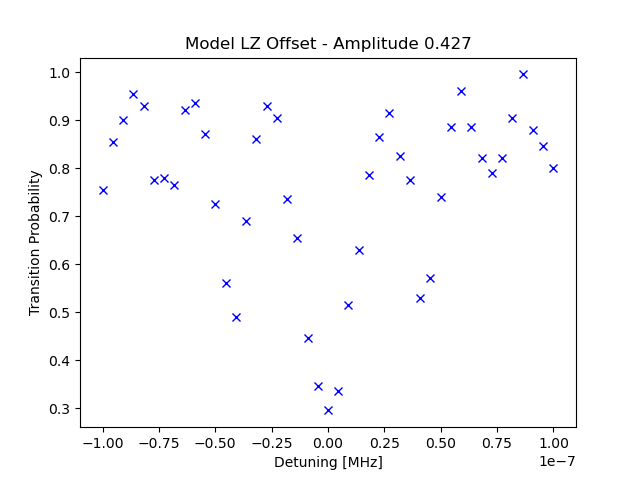 Model LZ Offset - Amplitude 0.427
Transition Probability
1.0
0.9
0.8
0.7
0.6
0.5
0.4
0.3
−1.00 −0.75 −0.50 −0.25 0.00 0.25 0.50 0.75 1.00
1e−7
Detuning [MHz]